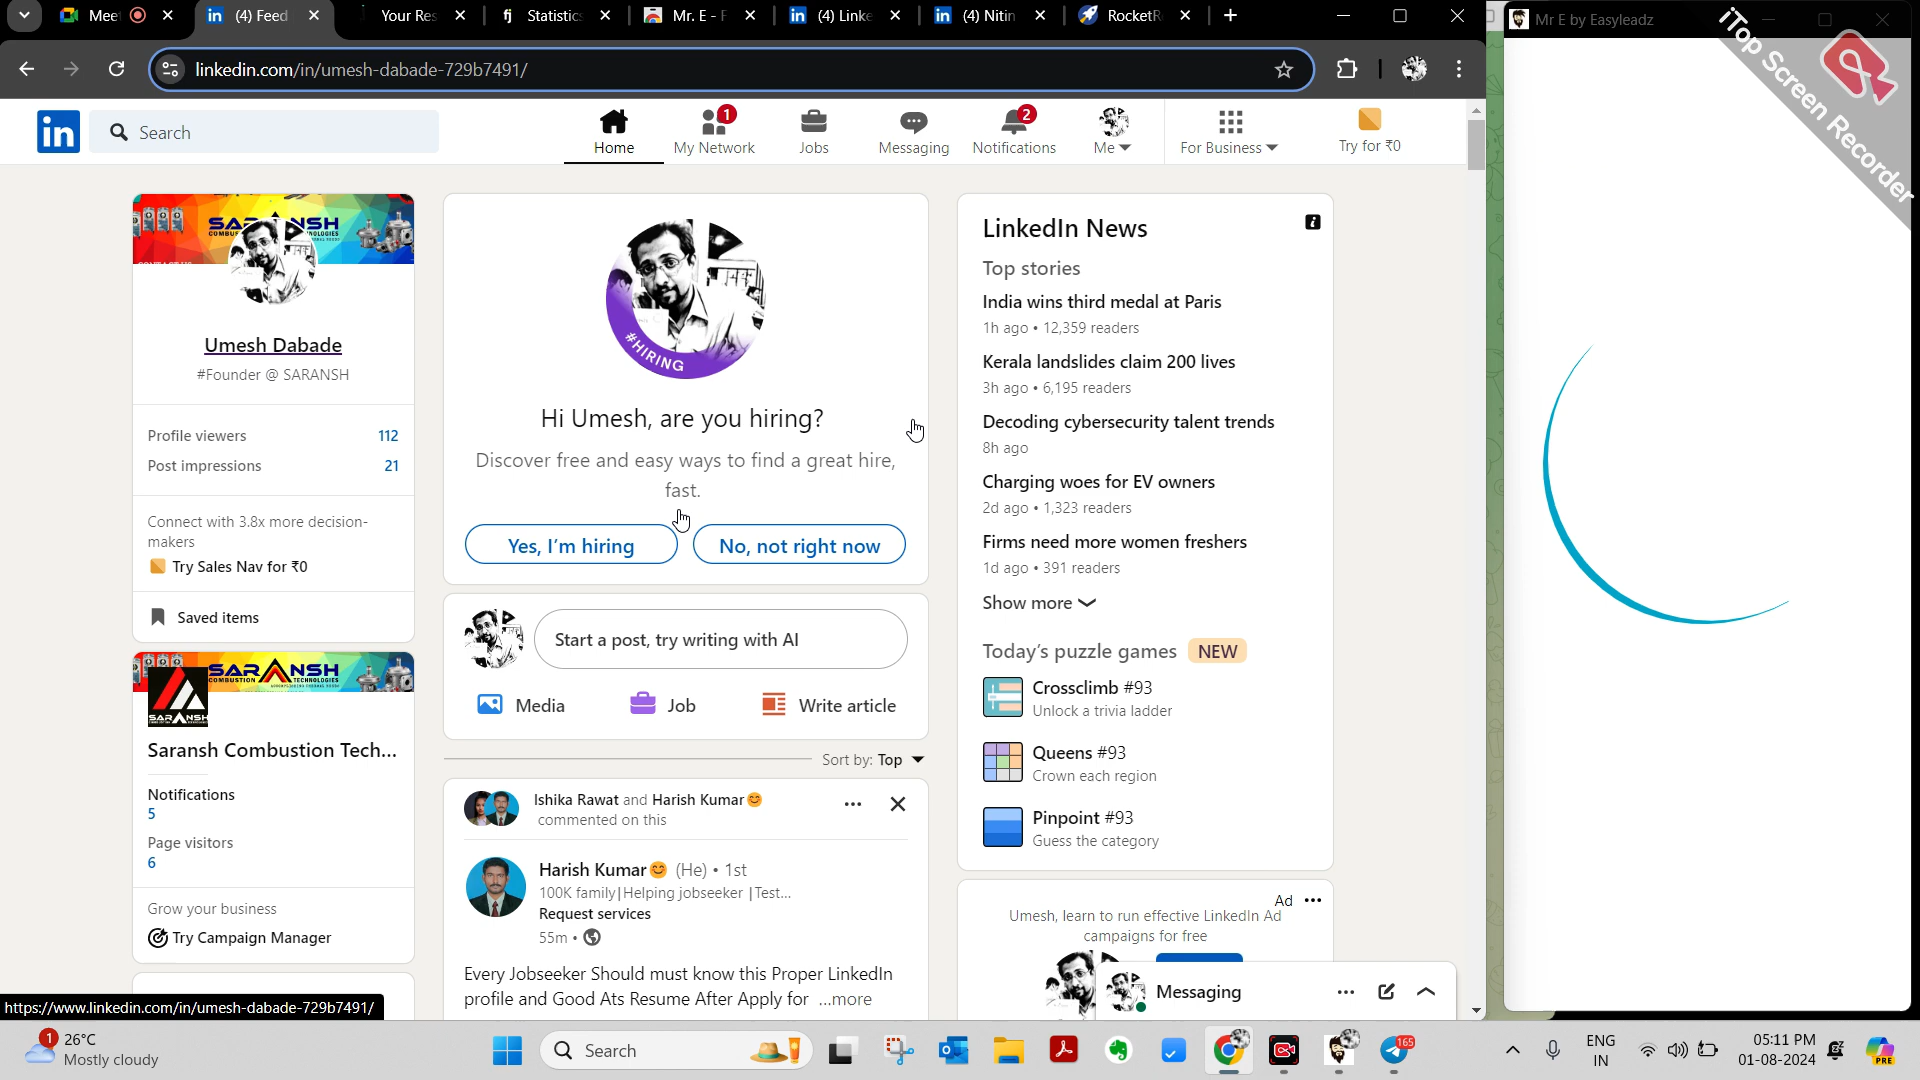 Meet
(4) Feed
Your Res
fj Statistics
Mr. E - F
(4) Linke
(4) Nitin
RocketR
Mr E by Easyleadz
iTop Screen Recorder
linkedin.com/in/umesh-dabade-729b7491/
in
Search
Home
1
My Network
Jobs
Messaging
2
Notifications
Me
For Business
Try for ₹0
SARANSH
Umesh Dabade
#Founder @ SARANSH
Profile viewers 112
Post impressions 21
Connect with 3.8x more decision-
makers
Try Sales Nav for ₹0
Saved items
SARANSH
COMBUSTION TECHNOLOGIES
SARANSH
Saransh Combustion Tech...
Notifications
5
Page visitors
6
Grow your business
Try Campaign Manager
#HIRING
Hi Umesh, are you hiring?
Discover free and easy ways to find a great hire,
fast.
Yes, I'm hiring
No, not right now
Start a post, try writing with AI
Media
Job
Write article
Sort by: Top
Ishika Rawat and Harish Kumar😊
commented on this
Harish Kumar😊 (He) • 1st
100K family|Helping jobseeker |Test...
Request services
55m •
Every Jobseeker Should must know this Proper LinkedIn
profile and Good Ats Resume After Apply for ...more
LinkedIn News
Top stories
India wins third medal at Paris
1h ago • 12,359 readers
Kerala landslides claim 200 lives
3h ago • 6,195 readers
Decoding cybersecurity talent trends
8h ago
Charging woes for EV owners
2d ago • 1,323 readers
Firms need more women freshers
1d ago • 391 readers
Show more
Today's puzzle games NEW
Crossclimb #93
Unlock a trivia ladder
Queens #93
Crown each region
Pinpoint #93
Guess the category
Ad
Umesh, learn to run effective LinkedIn Ad
campaigns for free
Messaging
https://www.linkedin.com/in/umesh-dabade-729b7491/
1
26°C
Mostly cloudy
Search
165
ENG
IN
05:11 PM
01-08-2024
PRE